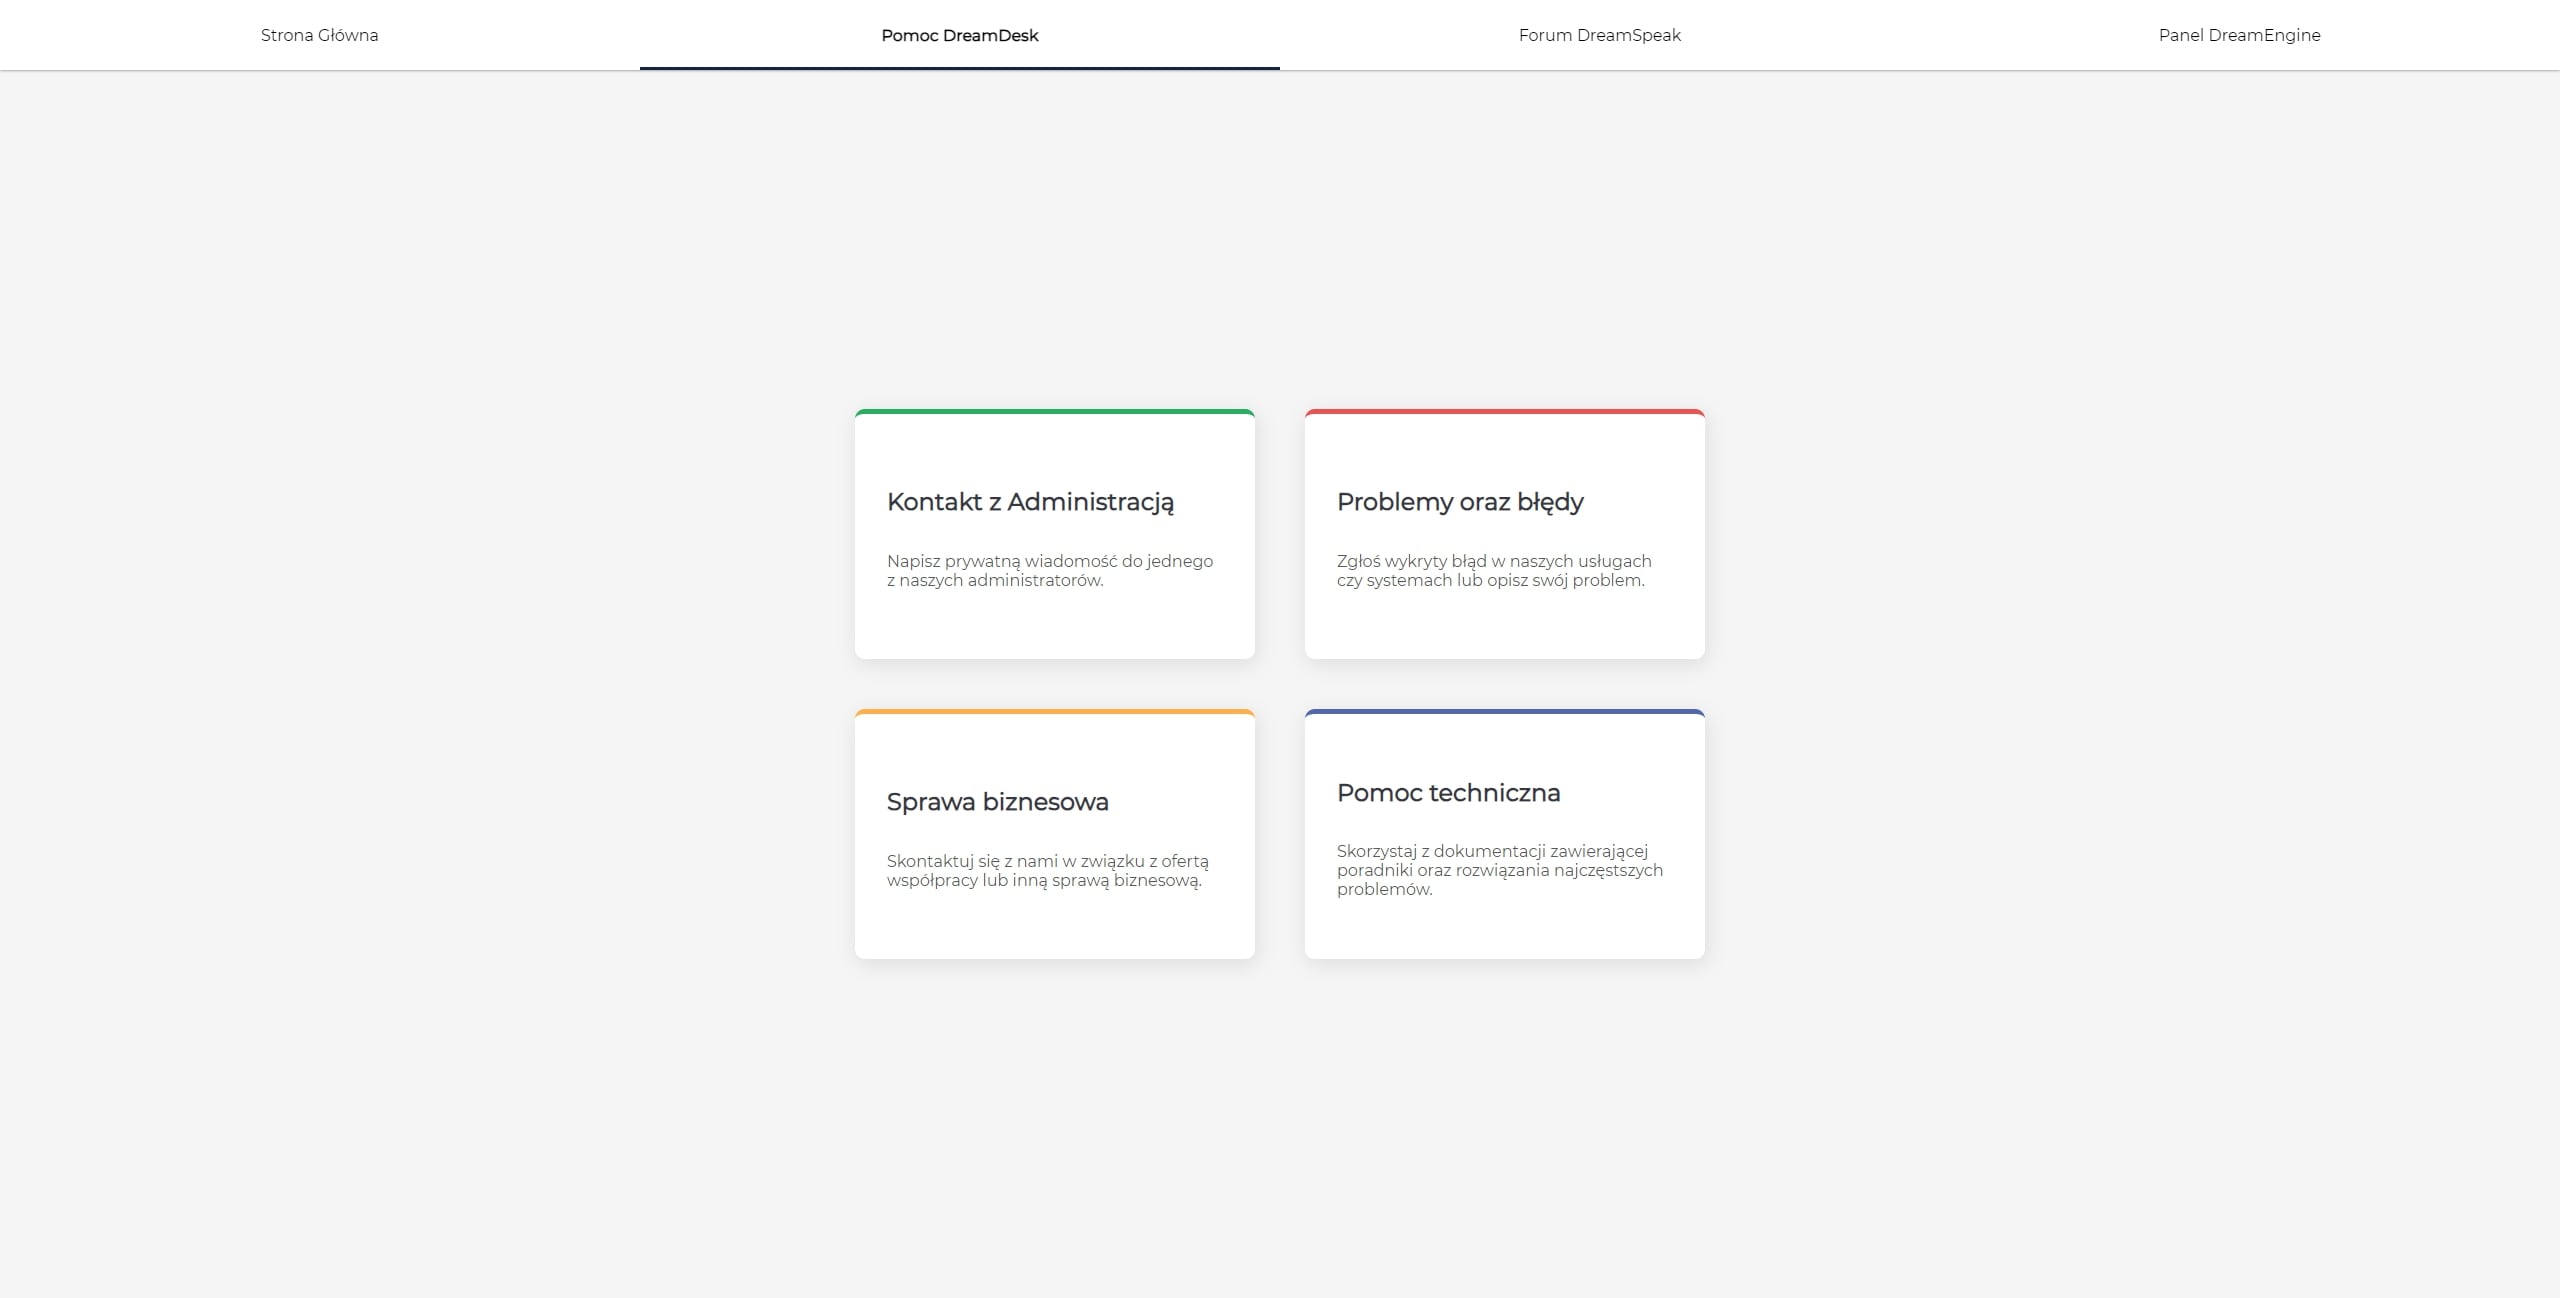 Strona Główna
Pomoc DreamDesk
Forum DreamSpeak
Panel DreamEngine
Kontakt z Administracją
Napisz prywatną wiadomość do jednego
z naszych administratorów.
Problemy oraz błędy
Zgłoś wykryty błąd w naszych usługach
czy systemach lub opisz swój problem.
Sprawa biznesowa
Skontaktuj się z nami w związku z ofertą
współpracy lub inną sprawą biznesową.
Pomoc techniczna
Skorzystaj z dokumentacji zawierającej
poradniki oraz rozwiązania najczęstszych
problemów.